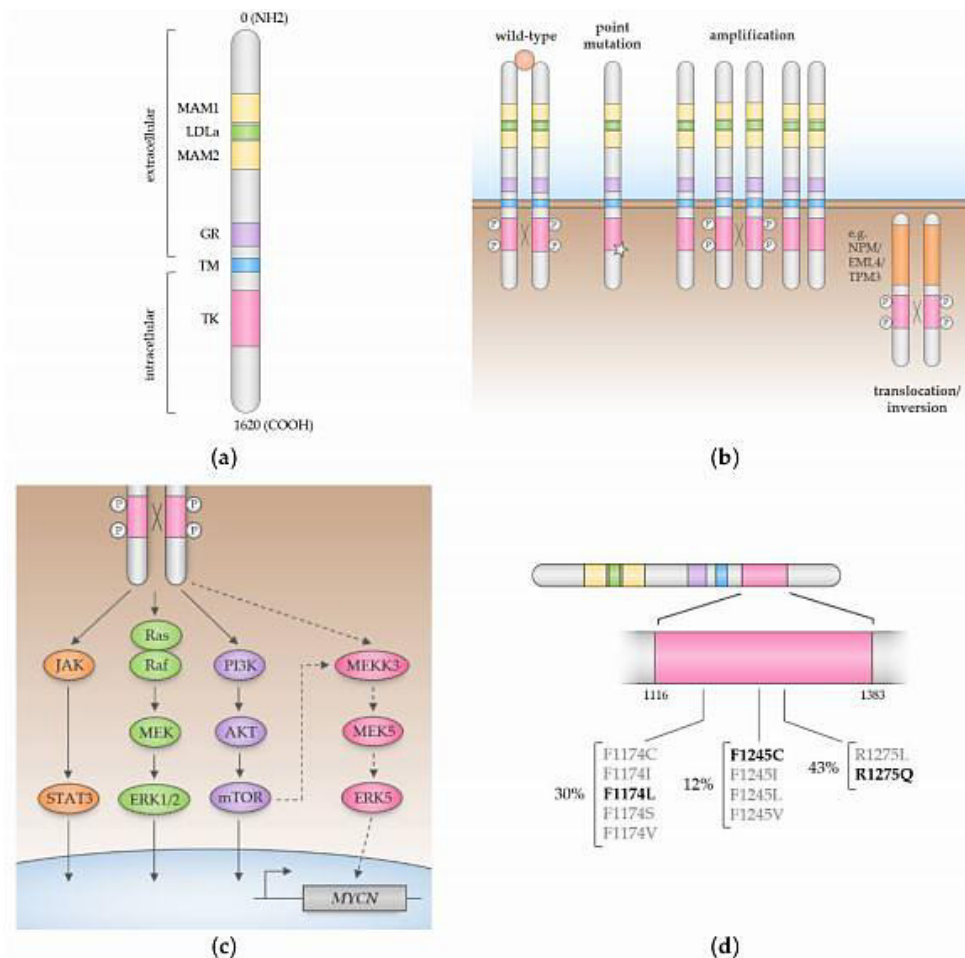 0 (NH2)
extracellular
MAM1
LDLa
MAM2
GR
TM
intracellular
TK
1620 (COOH)
(a)
wild-type
point
mutation
amplification
P
P
P
P
P
P
P
P
e.g.
NPM/
EML4/
TPM3
P
P
P
P
translocation/
inversion
(b)
P
P
P
P
Ras
JAK
Raf
PI3K
MEKK3
MEK
AKT
MEK5
STAT3
ERK1/2
mTOR
ERK5
MYCN
(c)
1116
1383
30%
F1174C
F1174I
F1174L
F1174S
F1174V
12%
F1245C
F1245I
F1245L
F1245V
43%
R1275L
R1275Q
(d)